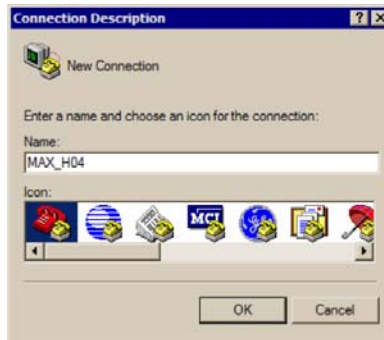 Connection Description
New Connection
Enter a name and choose an icon for the connection:
Name:
MAX_H04
Icon:
MCI
OK
Cancel